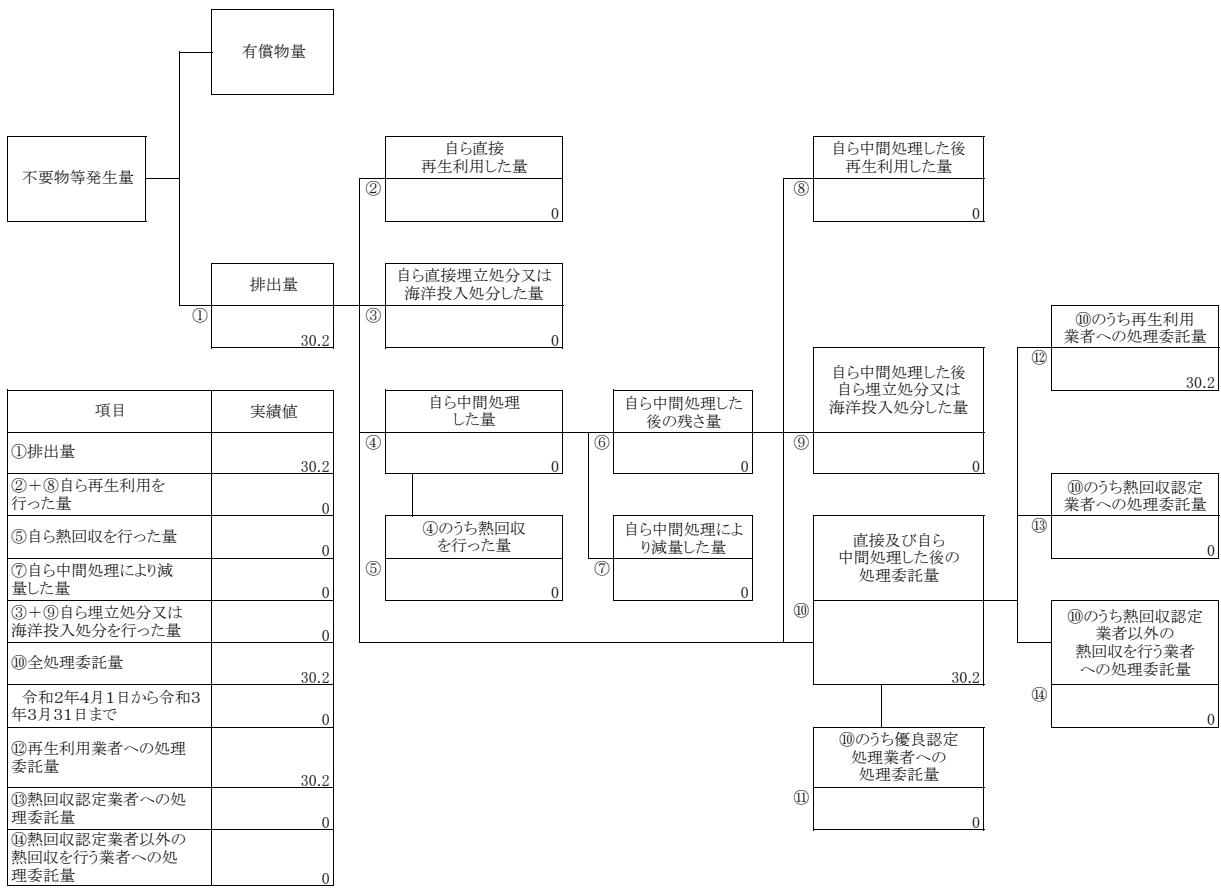 有償物量
不要物等発生量
自ら直接
再生利用した量
②
0
自ら中間処理した後
再生利用した量
⑧
0
排出量
①
30.2
自ら直接埋立処分又は
海洋投入処分した量
③
0
⑩のうち再生利用
業者への処理委託量
⑫
30.2
自ら中間処理した後
自ら埋立処分又は
海洋投入処分した量
⑨
0
自ら中間処理
した量
④
0
自ら中間処理した
後の残さ量
⑥
0
⑩のうち熱回収認定
業者への処理委託量
⑬
0
④のうち熱回収
を行った量
⑤
0
自ら中間処理によ
り減量した量
⑦
0
直接及び自ら
中間処理した後の
処理委託量
⑩
30.2
⑩のうち熱回収認定
業者以外の
熱回収を行う業者
への処理委託量
⑭
0
⑩のうち優良認定
処理業者への
処理委託量
⑪
0
項目 実績値
①排出量
30.2
②＋⑧自ら再生利用を
行った量
0
⑤自ら熱回収を行った量
0
⑦自ら中間処理により減
量した量
0
③＋⑨自ら埋立処分又は
海洋投入処分を行った量
0
⑩全処理委託量
30.2
令和2年4月1日から令和3
年3月31日まで
0
⑫再生利用業者への処理
委託量
30.2
⑬熱回収認定業者への処
理委託量
0
⑭熱回収認定業者以外の
熱回収を行う業者への処
理委託量
0